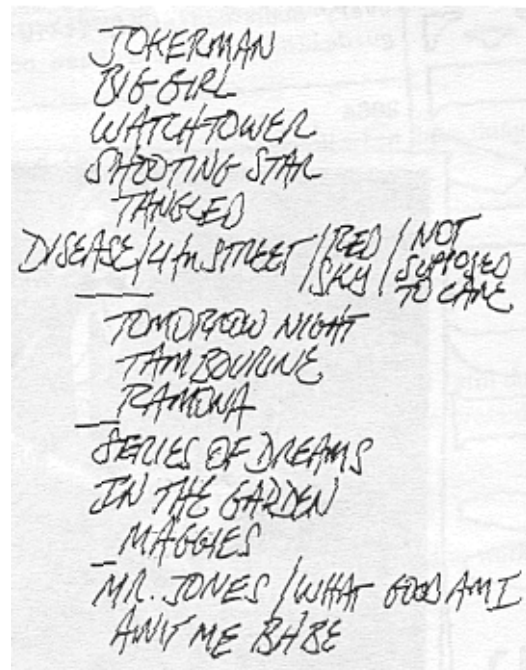 JOKERMAN
BIG GIRL
WATCHTOWER
SHOOTING STAR
TANGLED
DISEASE/4th STREET/RED SKY/NOT SUPPOSED TO CARE
TOMORROW NIGHT
TAMBOURINE
RAMONA
SERIES OF DREAMS
IN THE GARDEN
MAGGIES
MR. JONES/WHAT GOOD AM I
AIN'T ME BABE